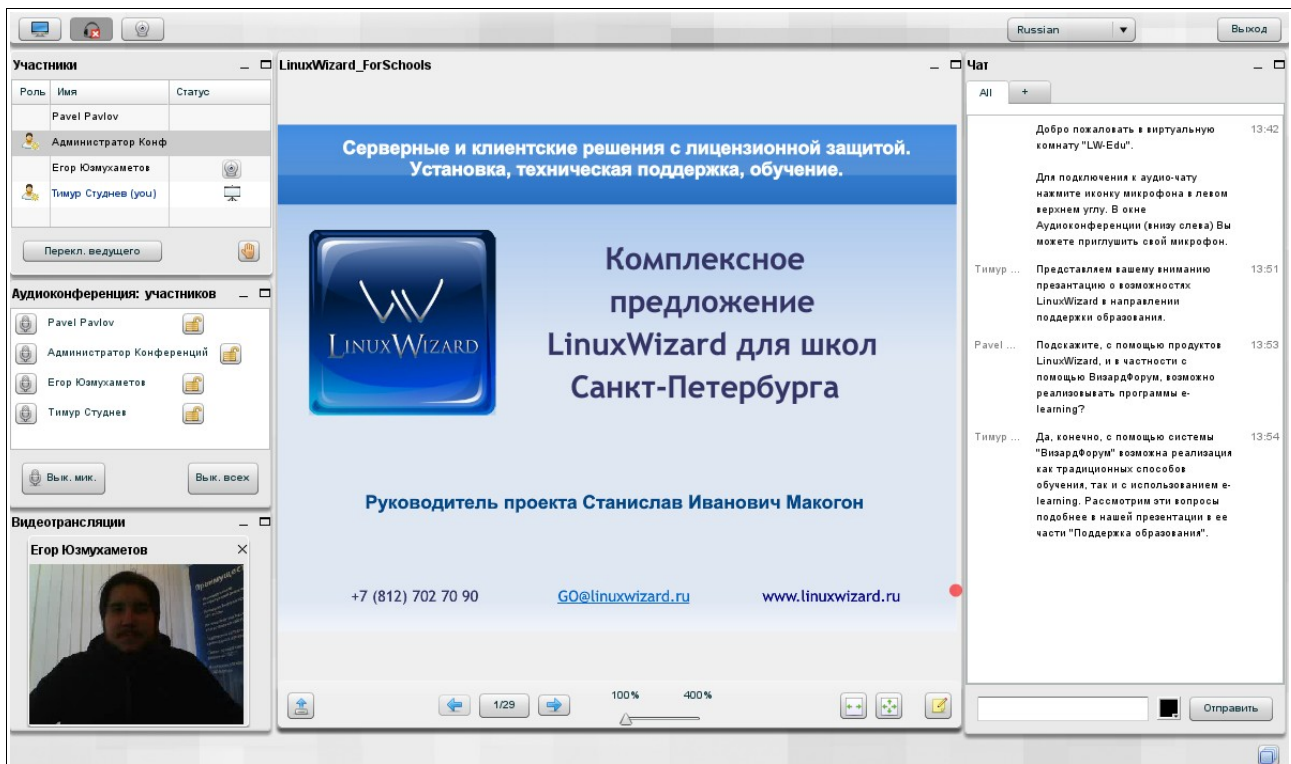 Russian
Выход
Участники
Роль Имя Статус
Pavel Pavlov
Администратор Конф
Егор Юзмухаметов
Тимур Студнев (you)
Перекл. ведущего
Аудиоконференция: участников
Pavel Pavlov
Администратор Конференций
Егор Юзмухаметов
Тимур Студнев
Вык. мик.
Вык. всех
Видеотрансляции
Егор Юзмухаметов
Преимущест
LinuxWizard_ForSchools
Серверные и клиентские решения с лицензионной защитой.
Установка, техническая поддержка, обучение.
LINUXWIZARD
Комплексное
предложение
LinuxWizard для школ
Санкт-Петербурга
Руководитель проекта Станислав Иванович Макогон
+7 (812) 702 70 90 GO@linuxwizard.ru www.linuxwizard.ru
1/29
100% 400%
Чат
All +
Добро пожаловать в виртуальную 13:42
комнату "LW-Edu".
Для подключения к аудио-чату
нажмите иконку микрофона в левом
верхнем углу. В окне
Аудиоконференции (внизу слева) Вы
можете приглушить свой микрофон.
Тимур ... Представляем вашему вниманию 13:51
презантацию о возможностях
LinuxWizard в направлении
поддержки образования.
Pavel ... Подскажите, с помощью продуктов 13:53
LinuxWizard, и в частности с
помощью ВизардФорум, возможно
реализовывать программы e-
learning?
Тимур ... Да, конечно, с помощью системы 13:54
"ВизардФорум" возможна реализация
как традиционных способов
обучения, так и с использованием e-
learning. Рассмотрим эти вопросы
подобнее в нашей презентации в ее
части "Поддержка образования".
Отправить